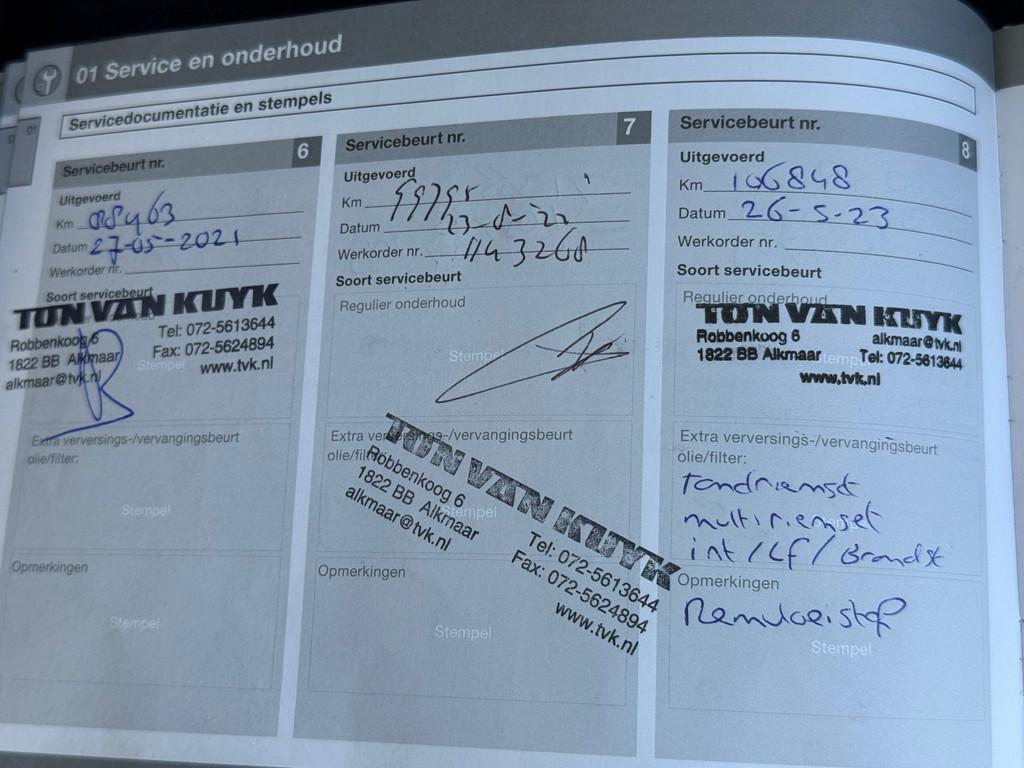 01 Service en onderhoud
Servicedocumentatie en stempels
01
Servicebeurt nr. 6
Uitgevoerd
Km 88463
Datum 27-05-2021
Werkorder nr.
Soort servicebeurt
TON VAN KUYK
Robbenkoog 6 Tel: 072-5613644
1822 BB Alkmaar Fax: 072-5624894
alkmaar@tvk.nl www.tvk.nl
Stempel
Extra verversings-/vervangingsbeurt
olie/filter:
Stempel
Opmerkingen
Stempel
Servicebeurt nr. 7
Uitgevoerd
Km
Datum 23-8-22
Werkorder nr. 1143268
Soort servicebeurt
Regulier onderhoud
Stempel
Extra verversings-/vervangingsbeurt
olie/filter:
TON VAN KUYK
Robbenkoog 6 Tel: 072-5613644
1822 BB Alkmaar Fax: 072-5624894
alkmaar@tvk.nl www.tvk.nl
Stempel
Opmerkingen
Stempel
Servicebeurt nr. 8
Uitgevoerd
Km 106848
Datum 26-5-23
Werkorder nr.
Soort servicebeurt
Regulier onderhoud
TON VAN KUYK
Robbenkoog 6 alkmaar@tvk.nl
1822 BB Alkmaar Tel: 072-5613644
www.tvk.nl
Stempel
Extra verversings-/vervangingsbeurt
olie/filter:
tandriemset
multiriemset
int/Lf/Brandst
Opmerkingen
Remvloeistof
Stempel